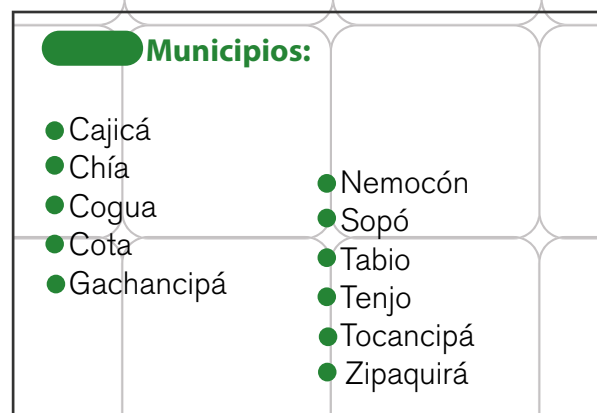 Municipios:
Cajicá
Chía
Cogua
Cota
Gachancipá
Nemocón
Sopó
Tabio
Tenjo
Tocancipá
Zipaquirá